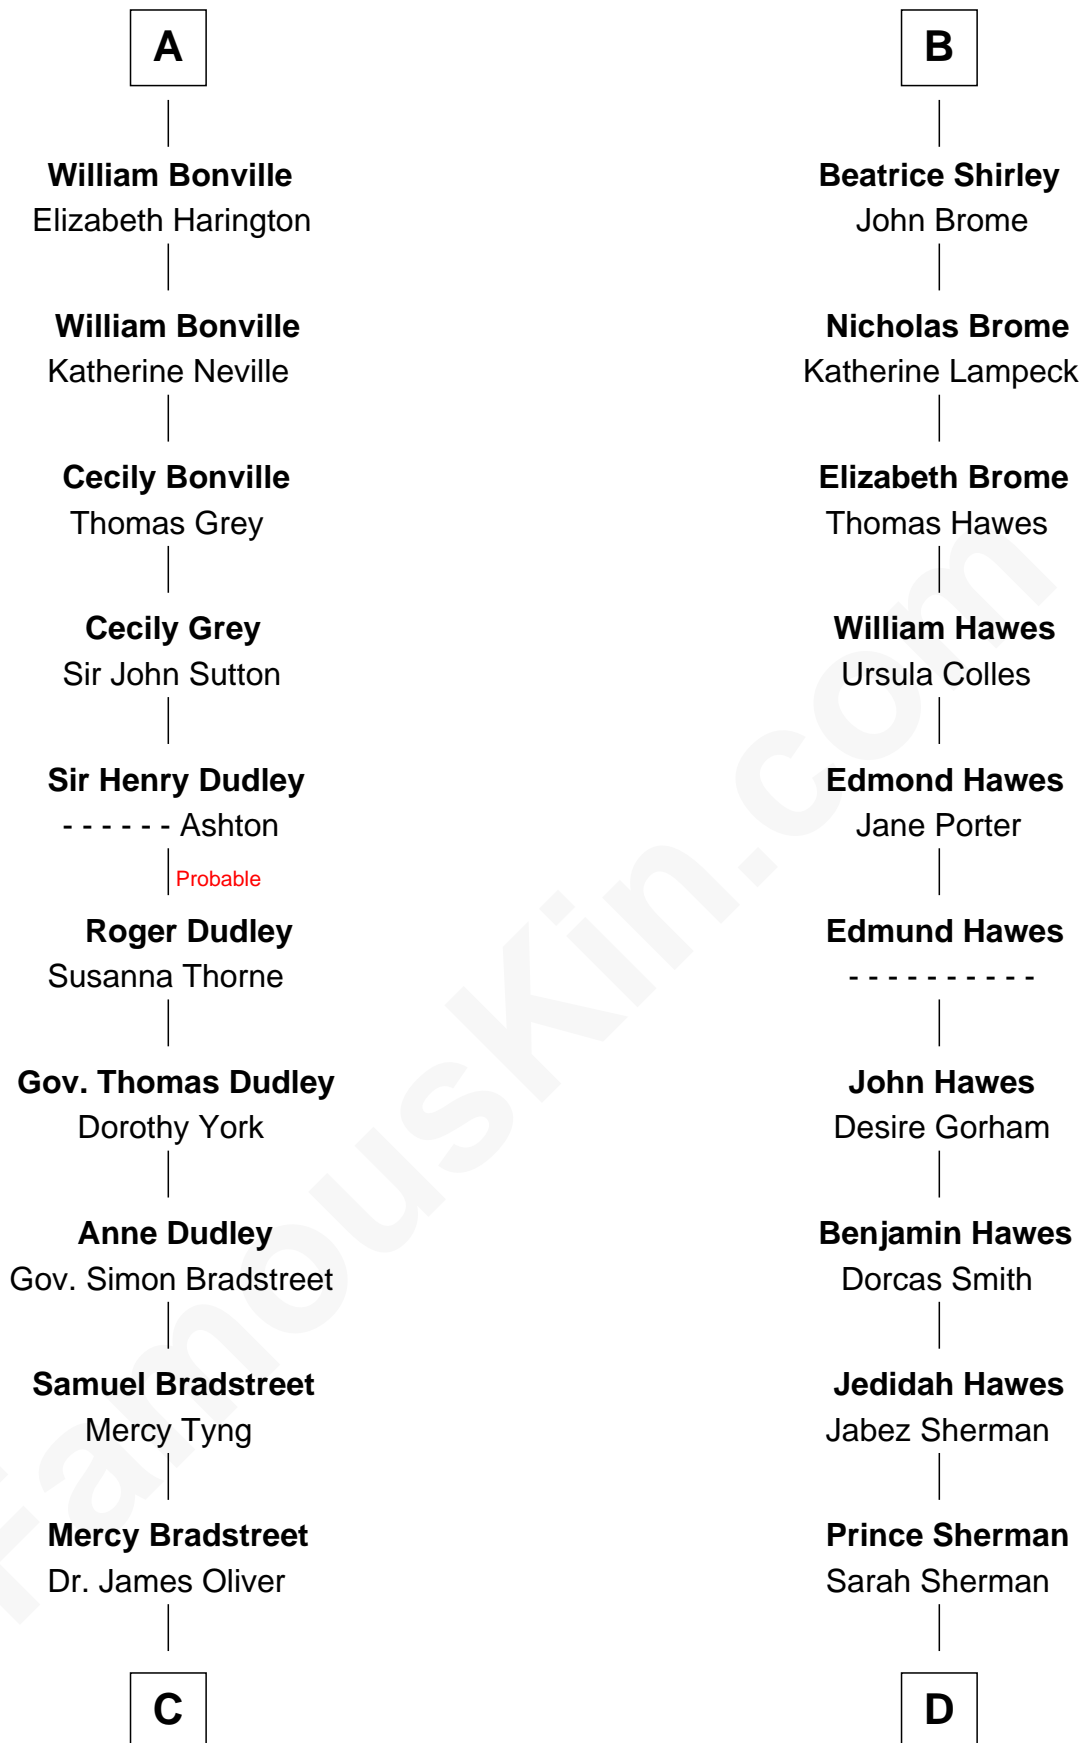 A
William Bonville
Elizabeth Harington
William Bonville
Katherine Neville
Cecily Bonville
Thomas Grey
Cecily Grey
Sir John Sutton
Sir Henry Dudley
- - - - - - Ashton
Probable
Roger Dudley
Susanna Thorne
Gov. Thomas Dudley
Dorothy York
Anne Dudley
Gov. Simon Bradstreet
Samuel Bradstreet
Mercy Tyng
Mercy Bradstreet
Dr. James Oliver
C
B
Beatrice Shirley
John Brome
Nicholas Brome
Katherine Lampeck
Elizabeth Brome
Thomas Hawes
William Hawes
Ursula Colles
Edmond Hawes
Jane Porter
Edmund Hawes
- - - - - - - - - -
John Hawes
Desire Gorham
Benjamin Hawes
Dorcas Smith
Jedidah Hawes
Jabez Sherman
Prince Sherman
Sarah Sherman
D
FamousKin.com